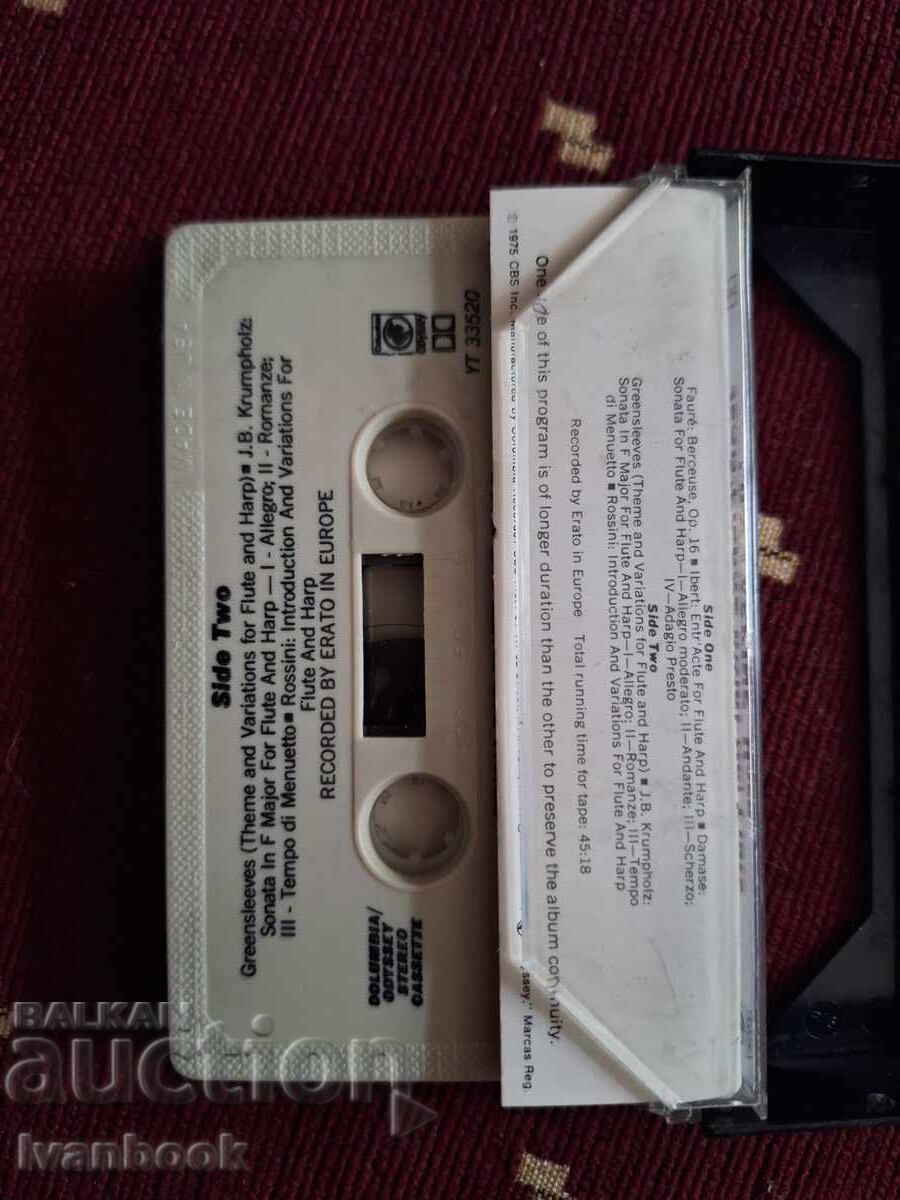 Side Two
Greensleeves (Theme and Variations for Flute and Harp) ■ J.B. Krumpholz:
Sonata In F Major For Flute And Harp — I - Allegro; II - Romanze;
III - Tempo di Menuetto ■ Rossini: Introduction And Variations For
Flute And Harp
RECORDED BY ERATO IN EUROPE
COLUMBIA/
ODYSSEY
STEREO
CASSETTE
YT 33520
Side One
Fauré: Berceuse, Op. 16 ■ Ibert: Entr'Acte For Flute And Harp ■ Damase:
Sonata For Flute And Harp—I—Allegro moderato; II—Andante; III—Scherzo;
IV—Adagio Presto
Side Two
Greensleeves (Theme and Variations for Flute and Harp) ■ J.B. Krumpholz:
Sonata In F Major For Flute And Harp—I—Allegro; II—Romanze; III—Tempo
di Menuetto ■ Rossini: Introduction And Variations For Flute And Harp
Recorded by Erato in Europe Total running time for tape: 45:18
One side of this program is of longer duration than the other to preserve the album continuity.
℗ 1975 CBS Inc. Manufactured by Columbia Marcas Reg.
BALKAN
auction
Ivanbook